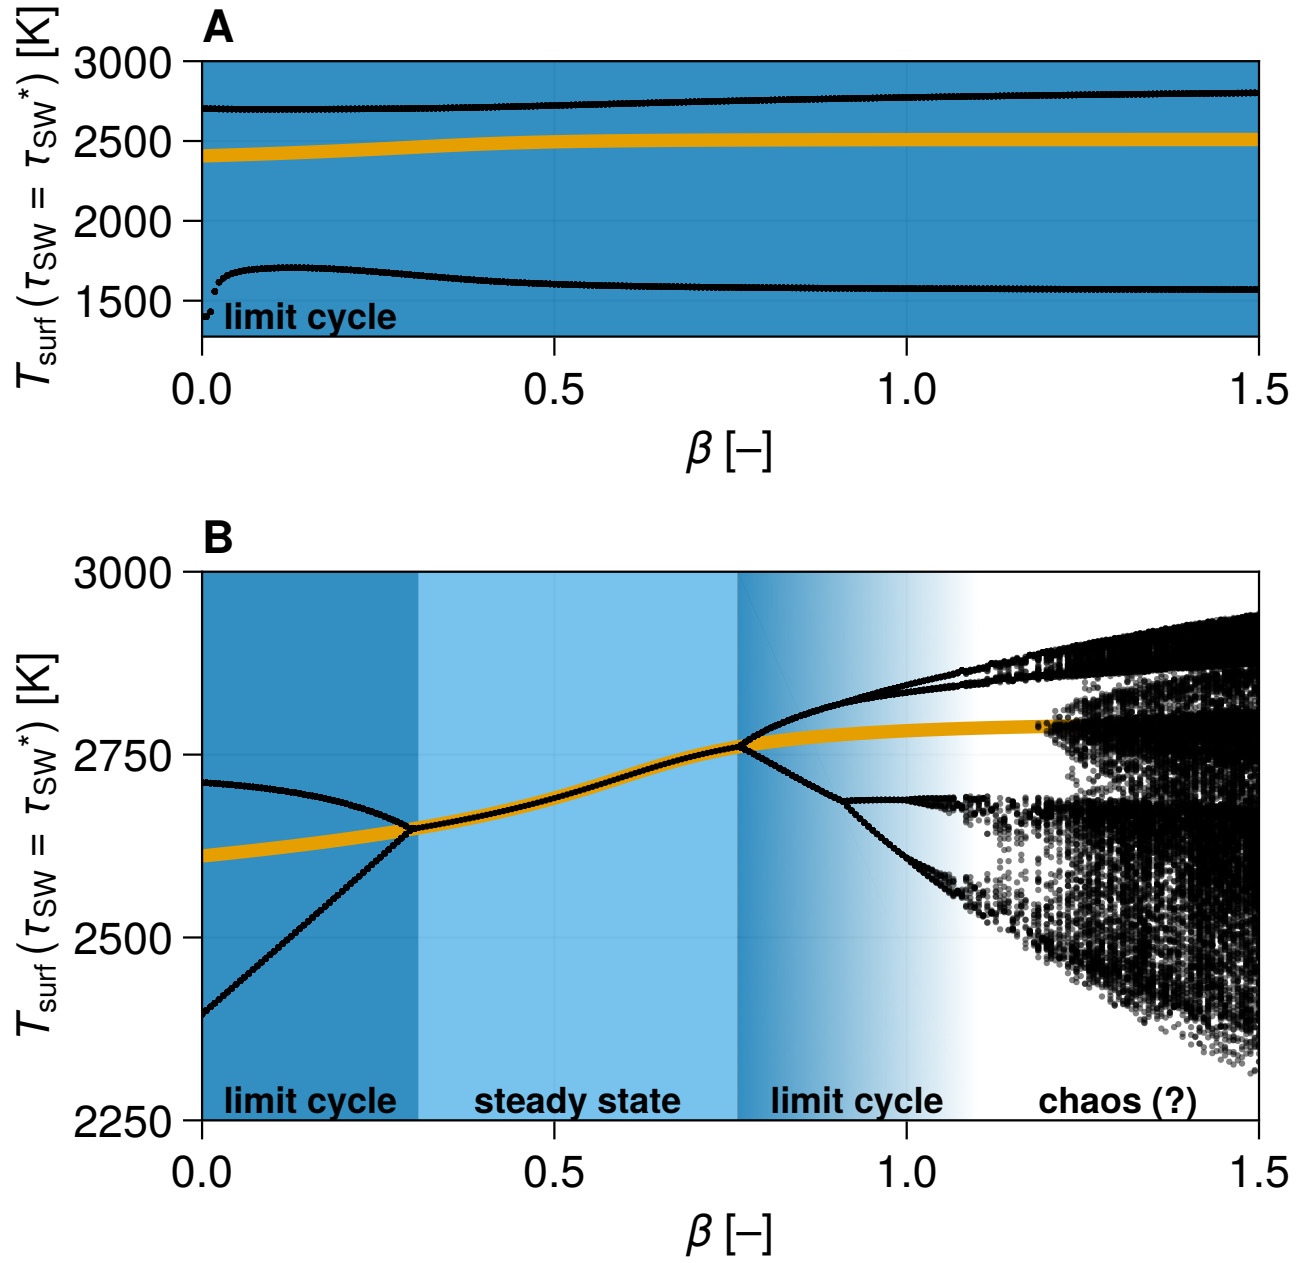 A
T_surf (τ_SW = τ_SW*) [K]
3000
2500
2000
1500
limit cycle
0.0 0.5 1.0 1.5
β [–]
B
T_surf (τ_SW = τ_SW*) [K]
3000
2750
2500
2250
limit cycle steady state limit cycle chaos (?)
0.0 0.5 1.0 1.5
β [–]